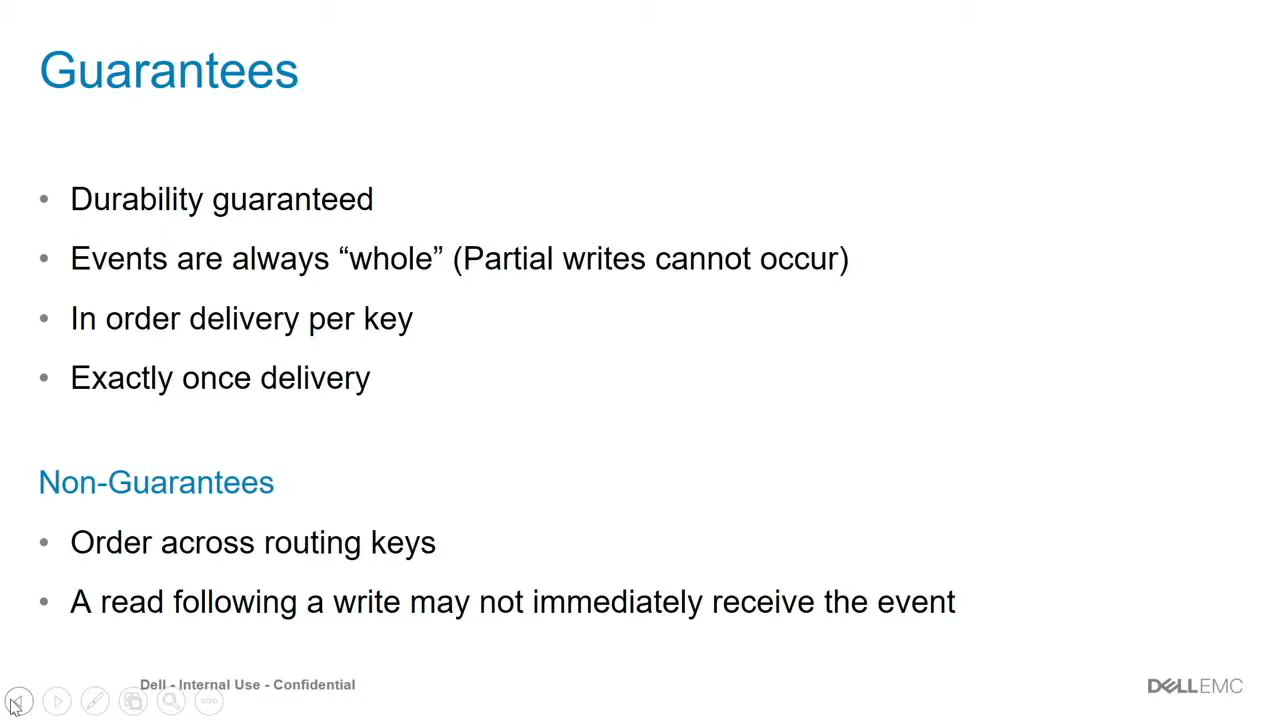 Guarantees
• Durability guaranteed
• Events are always “whole” (Partial writes cannot occur)
• In order delivery per key
• Exactly once delivery
Non-Guarantees
• Order across routing keys
• A read following a write may not immediately receive the event
Dell - Internal Use - Confidential
DELLEMC